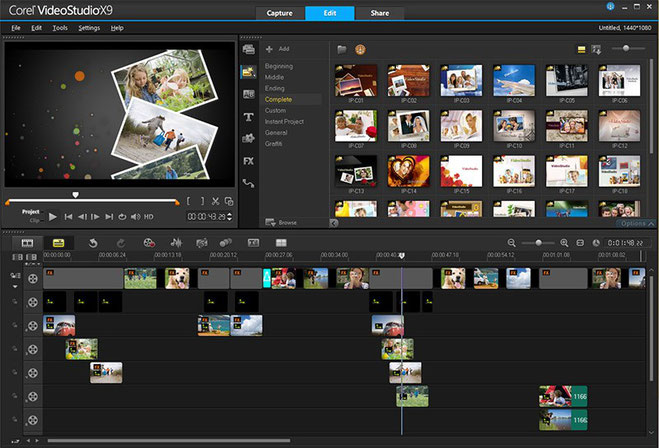 Corel VideoStudio X9
Capture Edit Share
File Edit Tools Settings Help
Untitled, 1440*1080
Add
Beginning
Middle
Ending
Complete
Custom
Instant Project
General
Graffiti
Browse
IP-C01 IP-C02 IP-C03 IP-C04 IP-C05 IP-C06
IP-C07 IP-C08 IP-C09 IP-C10 IP-C11 IP-C12
IP-C13 IP-C14 IP-C15 IP-C16 IP-C17 IP-C18
Options
Project
Clip
HD
00:00:43:29
0:01:48:22
00:00:00:00 00:00:06:24 00:00:13:18 00:00:20:12 00:00:27:06 00:00:34:00 00:00:40 00:00:47:18 00:00:54:12 00:01:01:08 00:01:08:02
1166
1166